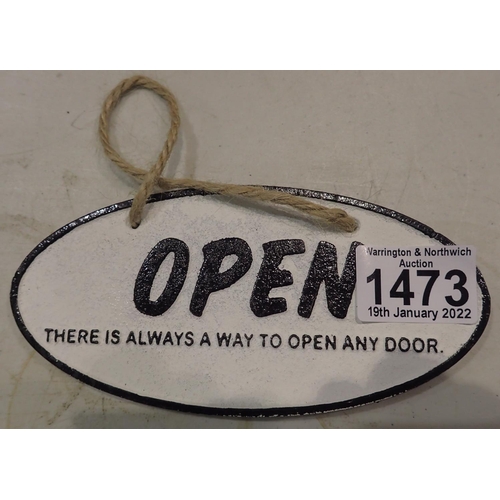 OPEN
THERE IS ALWAYS A WAY TO OPEN ANY DOOR.
Warrington & Northwich
Auction
1473
19th January 2022